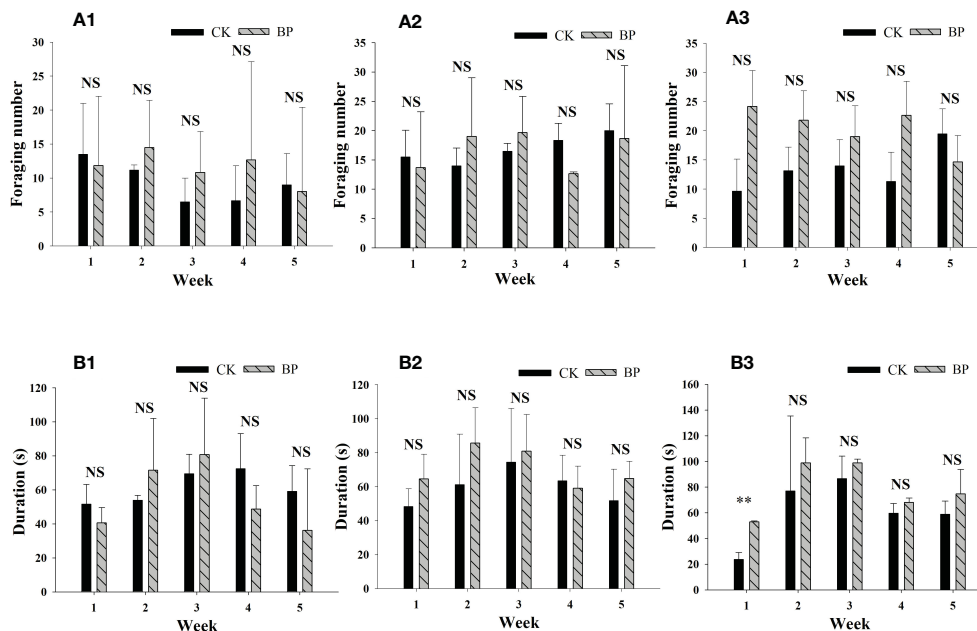 A1
CK BP
30
25
20
15
10
5
0
Foraging number
NS NS NS NS NS
1 2 3 4 5
Week
A2
CK BP
35
30
25
20
15
10
5
0
Foraging number
NS NS NS NS NS
1 2 3 4 5
Week
A3
CK BP
35
30
25
20
15
10
5
0
Foraging number
NS NS NS NS NS
1 2 3 4 5
Week
B1
CK BP
120
100
80
60
40
20
0
Duration (s)
NS NS NS NS NS
1 2 3 4 5
Week
B2
CK BP
120
100
80
60
40
20
0
Duration (s)
NS NS NS NS NS
1 2 3 4 5
Week
B3
CK BP
160
140
120
100
80
60
40
20
0
Duration (s)
** NS NS NS NS
1 2 3 4 5
Week